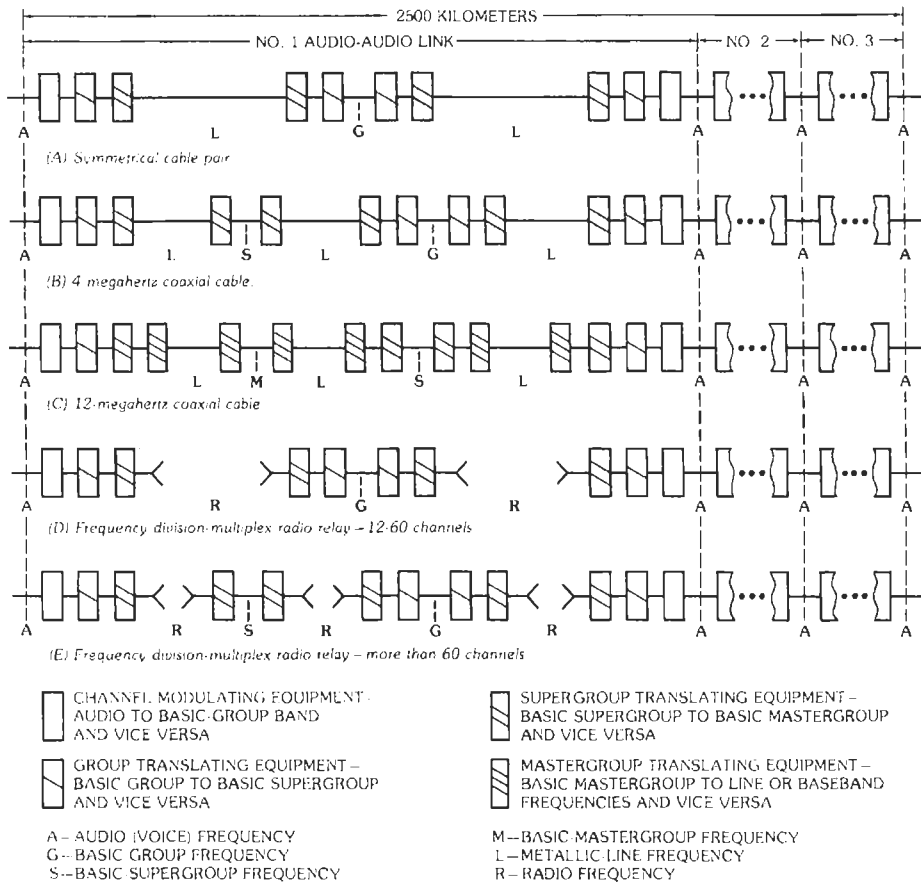 2500 KILOMETERS
NO. 1 AUDIO-AUDIO LINK
NO. 2
NO. 3
A L G L A A A
(A) Symmetrical cable pair
A L S L G L A A A
(B) 4 megahertz coaxial cable.
A L M L S L A A A
(C) 12-megahertz coaxial cable
A R G R A A A
(D) Frequency division-multiplex radio relay – 12-60 channels
A R S R G R A A A
(E) Frequency division-multiplex radio relay – more than 60 channels
CHANNEL MODULATING EQUIPMENT–
AUDIO TO BASIC-GROUP BAND
AND VICE VERSA
GROUP TRANSLATING EQUIPMENT–
BASIC GROUP TO BASIC SUPERGROUP
AND VICE VERSA
SUPERGROUP TRANSLATING EQUIPMENT–
BASIC SUPERGROUP TO BASIC MASTERGROUP
AND VICE VERSA
MASTERGROUP TRANSLATING EQUIPMENT–
BASIC MASTERGROUP TO LINE OR BASEBAND
FREQUENCIES AND VICE VERSA
A – AUDIO (VOICE) FREQUENCY
G – BASIC GROUP FREQUENCY
S – BASIC SUPERGROUP FREQUENCY
M – BASIC-MASTERGROUP FREQUENCY
L – METALLIC-LINE FREQUENCY
R – RADIO FREQUENCY